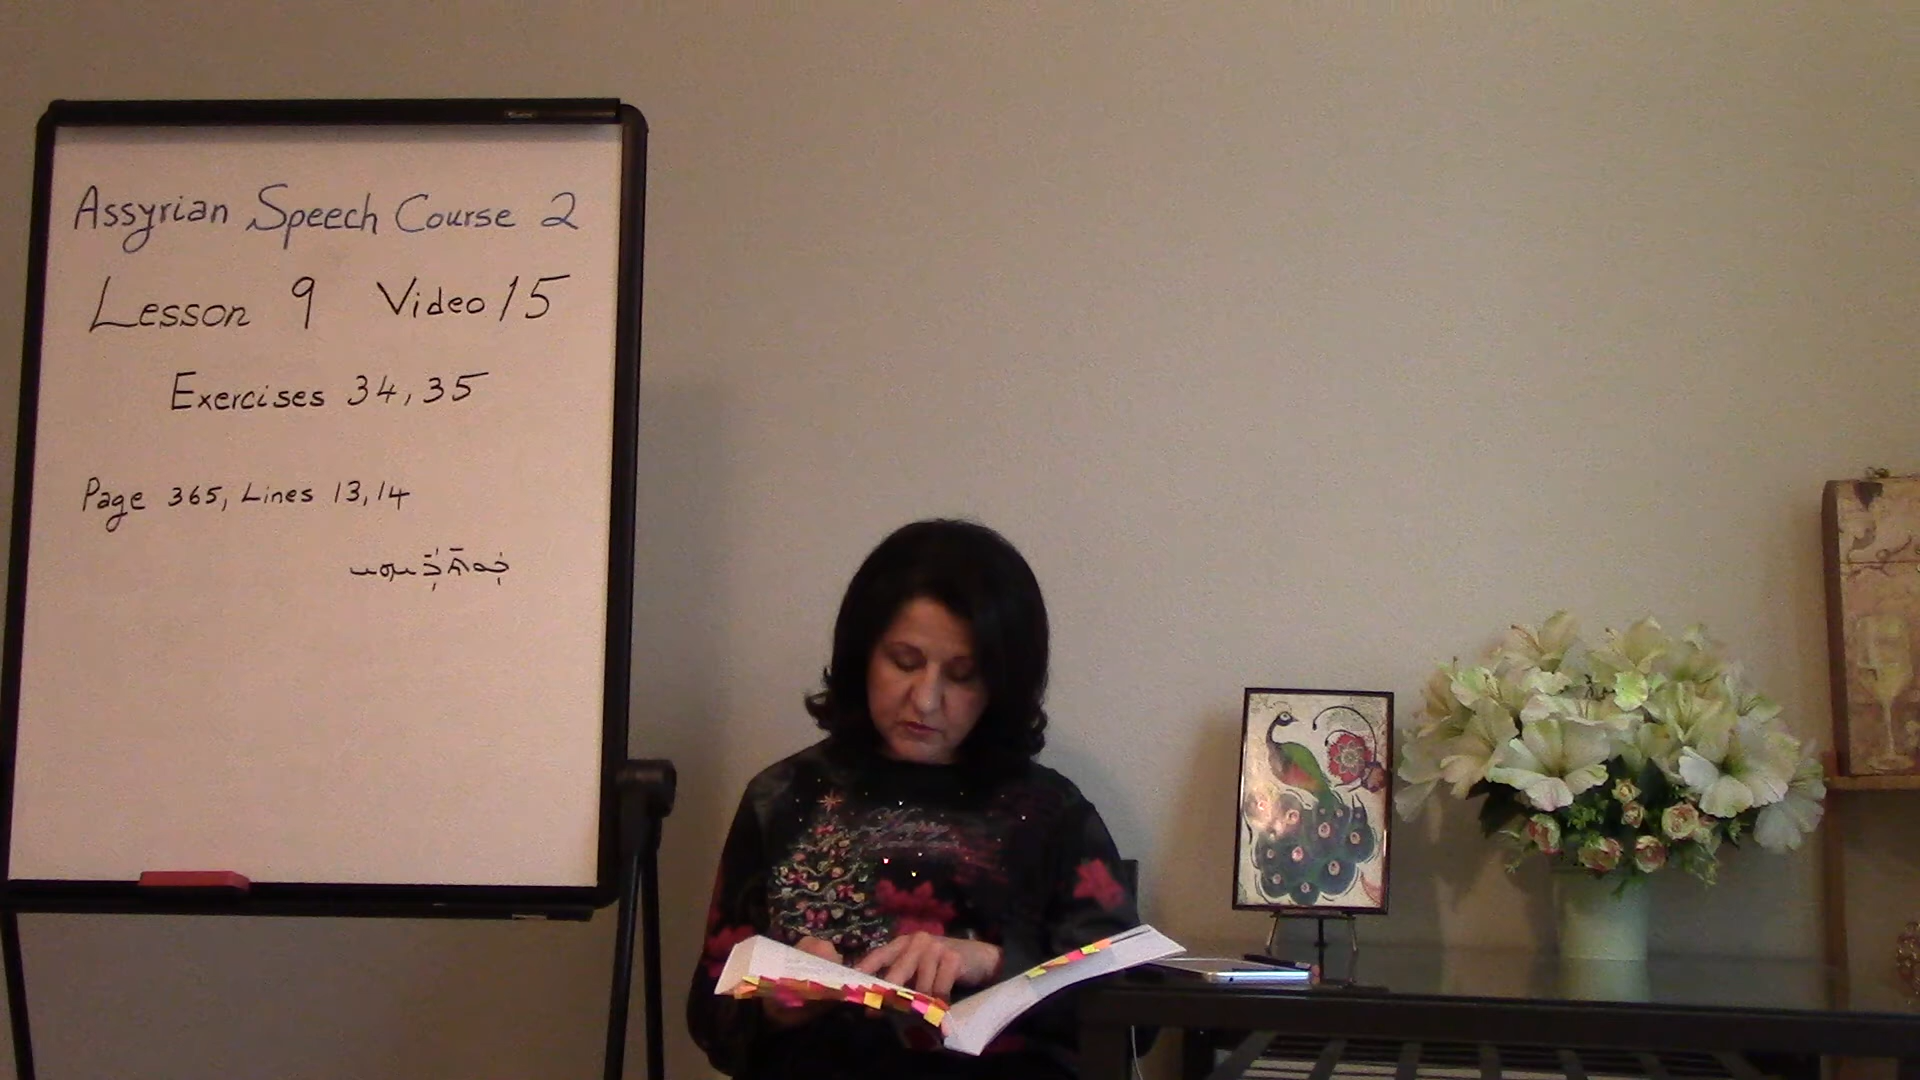 Assyrian Speech Course 2
Lesson 9 Video 15
Exercises 34, 35
Page 365, Lines 13, 14